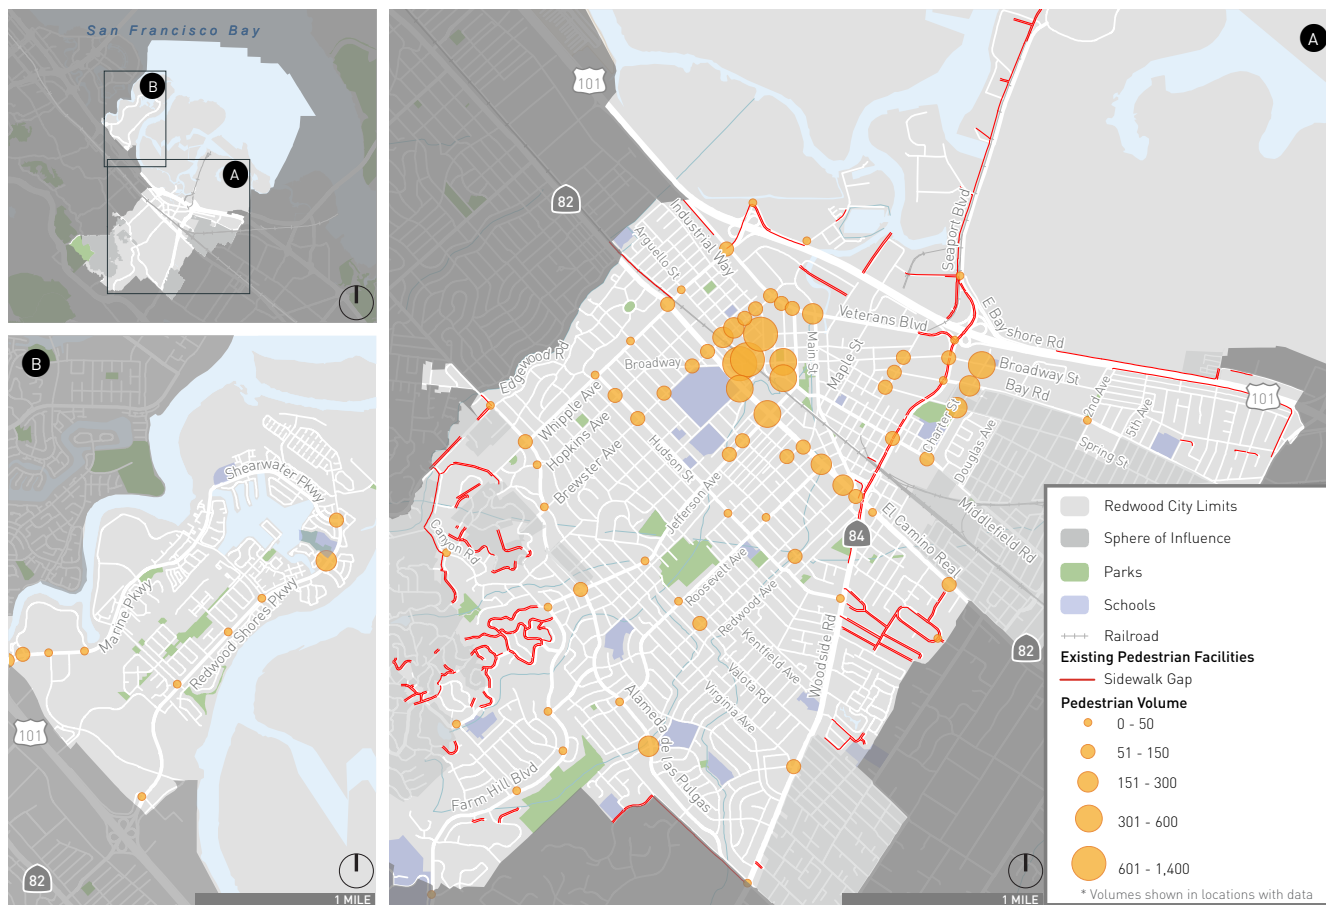 San Francisco Bay
B
A
B
Shearwater Pkwy
Marine Pkwy
Redwood Shores Pkwy
101
82
1 MILE
A
101
82
Industrial Way
Arguello St
Seaport Blvd
E Bayshore Rd
Veterans Blvd
Main St
Maple St
Broadway
Broadway St
Bay Rd
2nd Ave
5th Ave
101
Spring St
Edgewood Rd
Whipple Ave
Hopkins Ave
Brewster Ave
Hudson St
Jefferson Ave
Charter St
Douglas Ave
Middlefield Rd
El Camino Real
84
82
Canyon Rd
Roosevelt Ave
Redwood Ave
Kentfield Ave
Valota Rd
Virginia Ave
Woodside Rd
Alameda de Las Pulgas
Farm Hill Blvd
1 MILE
Redwood City Limits
Sphere of Influence
Parks
Schools
Railroad
Existing Pedestrian Facilities
Sidewalk Gap
Pedestrian Volume
0 - 50
51 - 150
151 - 300
301 - 600
601 - 1,400
* Volumes shown in locations with data